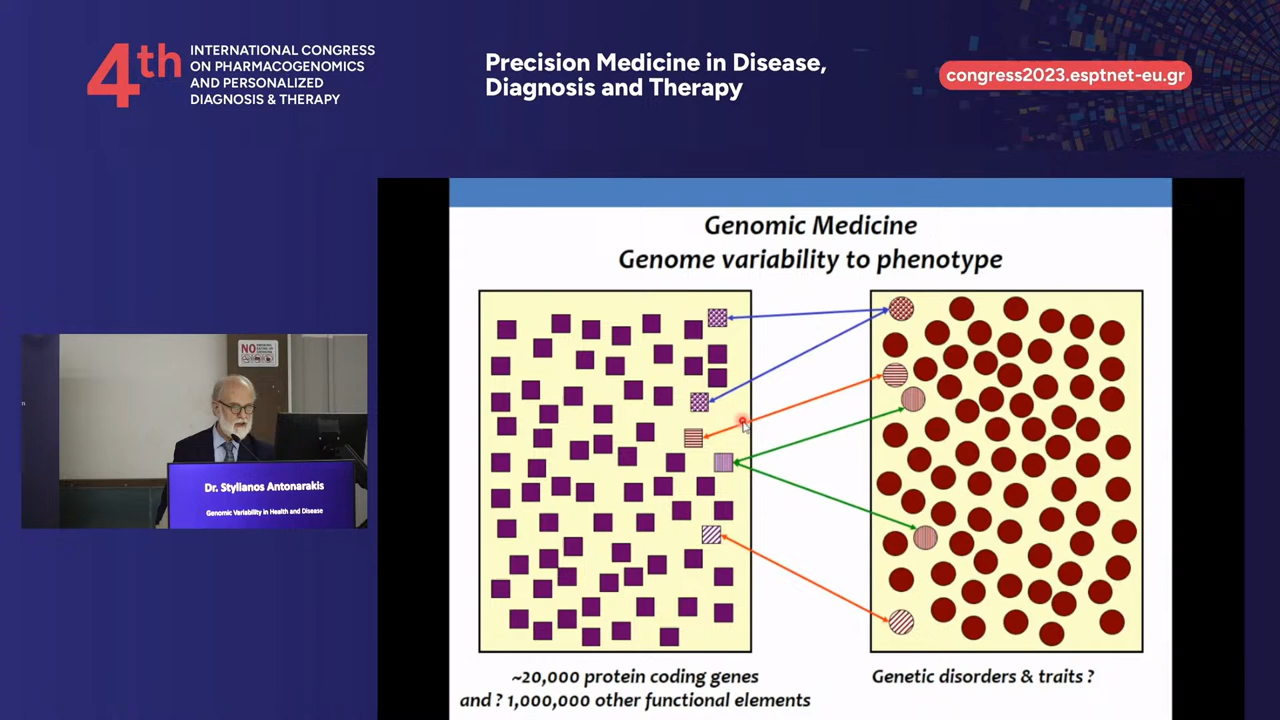 4th
INTERNATIONAL CONGRESS
ON PHARMACOGENOMICS
AND PERSONALIZED
DIAGNOSIS & THERAPY
Precision Medicine in Disease,
Diagnosis and Therapy
congress2023.esptnet-eu.gr
Genomic Medicine
Genome variability to phenotype
~20,000 protein coding genes
and ? 1,000,000 other functional elements
Genetic disorders & traits ?
NO
Dr. Stylianos Antonarakis
Genomic Variability in Health and Disease